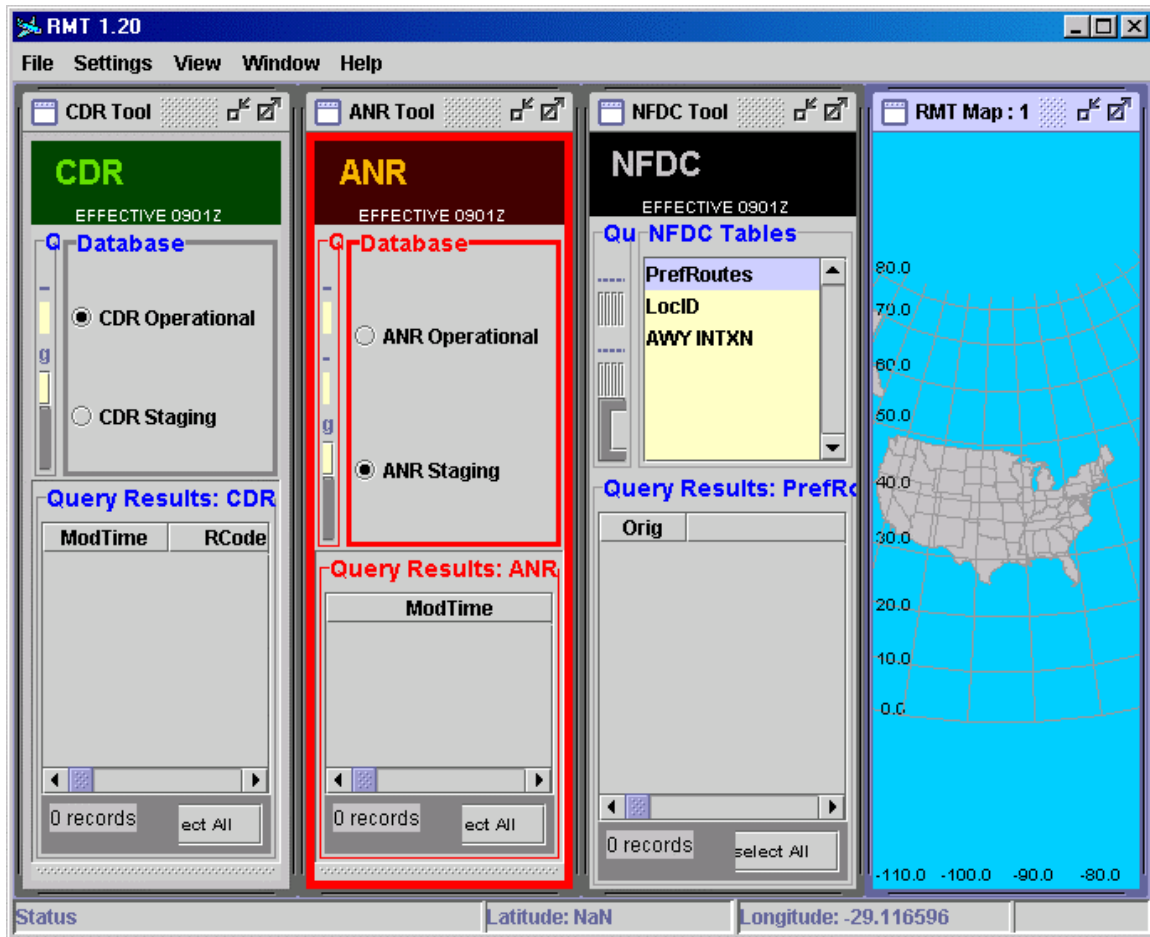 RMT 1.20
File Settings View Window Help
CDR Tool
CDR
EFFECTIVE 0901Z
Q
Database
g
CDR Operational
CDR Staging
Query Results: CDR
ModTime RCode
0 records
ect All
ANR Tool
ANR
EFFECTIVE 0901Z
Q
Database
g
ANR Operational
ANR Staging
Query Results: ANR
ModTime
0 records
ect All
NFDC Tool
NFDC
EFFECTIVE 0901Z
Qu
NFDC Tables
PrefRoutes
LocID
AWY INTXN
Query Results: PrefRo
Orig
0 records
select All
RMT Map : 1
80.0
70.0
60.0
50.0
40.0
30.0
20.0
10.0
0.0
-110.0 -100.0 -90.0 -80.0
Status
Latitude: NaN
Longitude: -29.116596